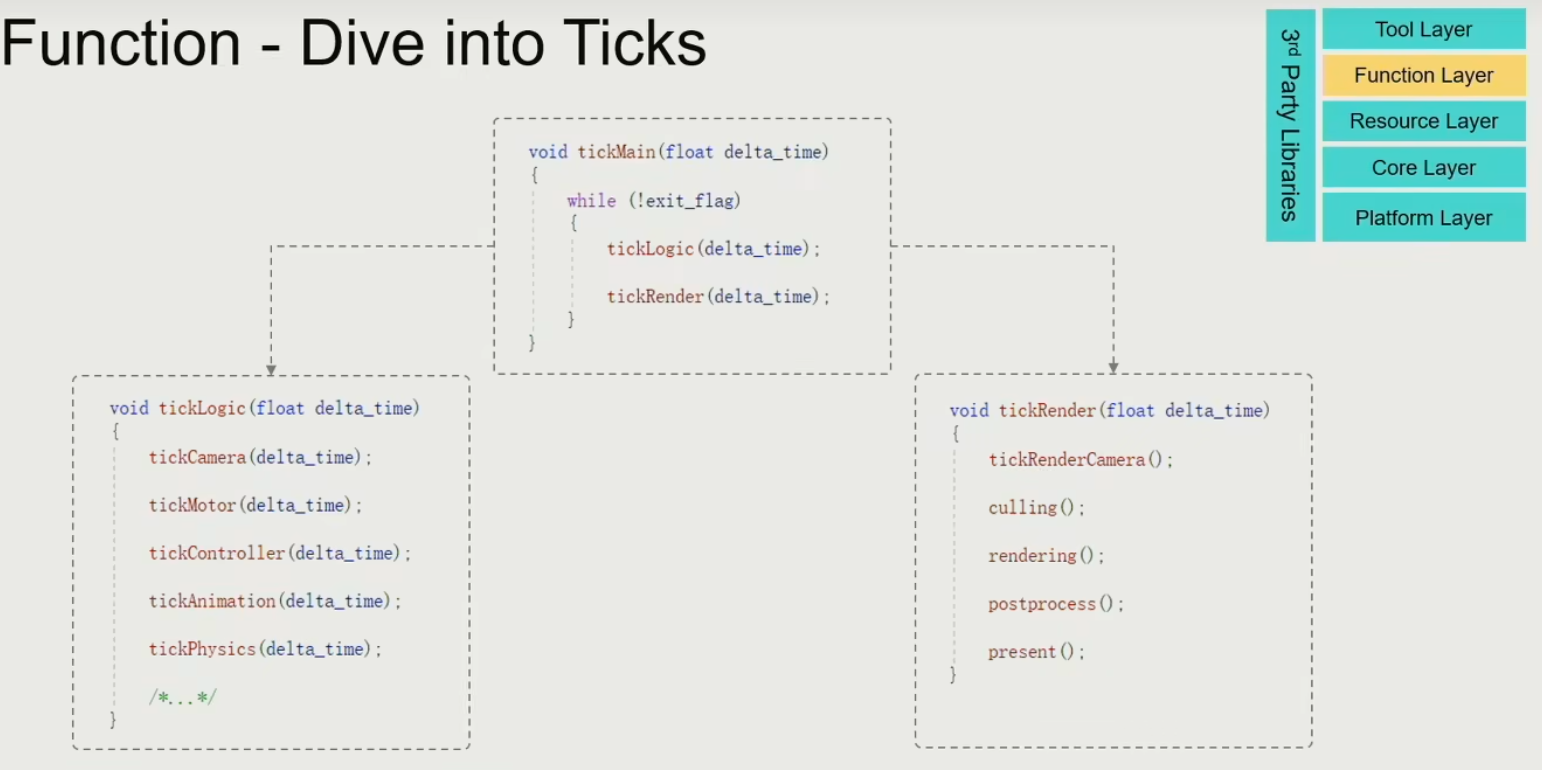 Function - Dive into Ticks
3rd Party Libraries
Tool Layer
Function Layer
Resource Layer
Core Layer
Platform Layer
void tickMain(float delta_time)
{
while (!exit_flag)
{
tickLogic(delta_time);
tickRender(delta_time);
}
}
void tickLogic(float delta_time)
{
tickCamera(delta_time);
tickMotor(delta_time);
tickController(delta_time);
tickAnimation(delta_time);
tickPhysics(delta_time);
/*...*/
}
void tickRender(float delta_time)
{
tickRenderCamera();
culling();
rendering();
postprocess();
present();
}